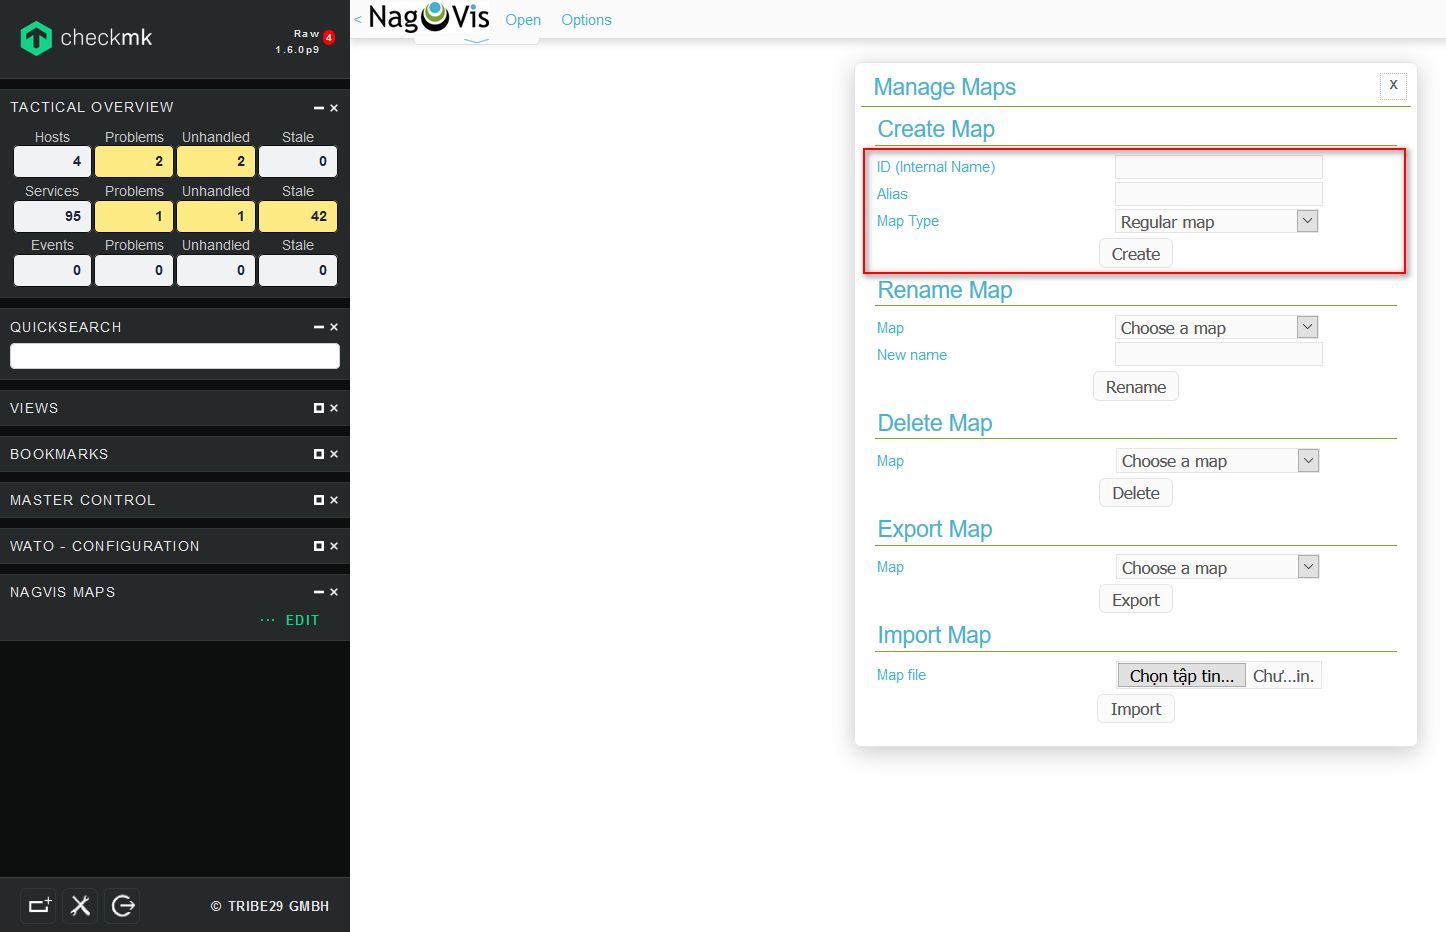 checkmk
Raw 4
1.6.0p9
TACTICAL OVERVIEW
Hosts Problems Unhandled Stale
4 2 2 0
Services Problems Unhandled Stale
95 1 1 42
Events Problems Unhandled Stale
0 0 0 0
QUICKSEARCH
VIEWS
BOOKMARKS
MASTER CONTROL
WATO - CONFIGURATION
NAGVIS MAPS
... EDIT
© TRIBE29 GMBH
< NagVis Open Options
Manage Maps x
Create Map
ID (Internal Name)
Alias
Map Type Regular map
Create
Rename Map
Map Choose a map
New name
Rename
Delete Map
Map Choose a map
Delete
Export Map
Map Choose a map
Export
Import Map
Map file Chọn tập tin... Chư...in.
Import